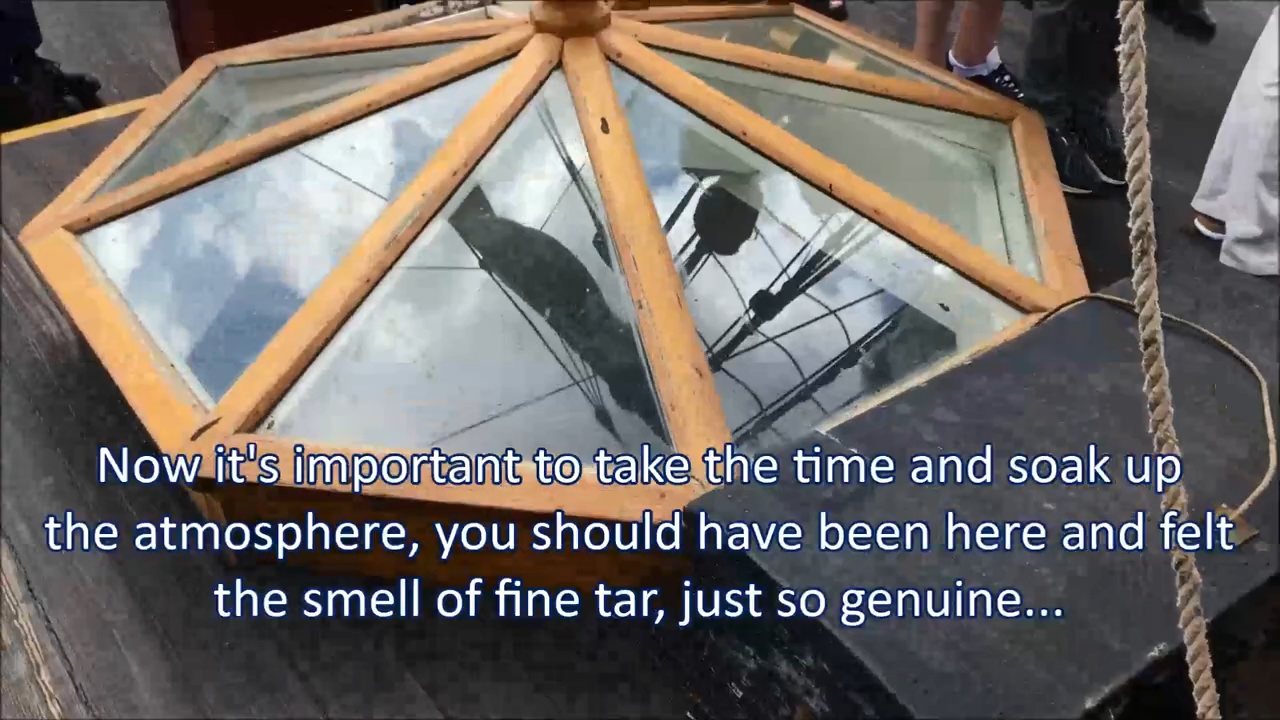 Now it's important to take the time and soak up
the atmosphere, you should have been here and felt
the smell of fine tar, just so genuine...